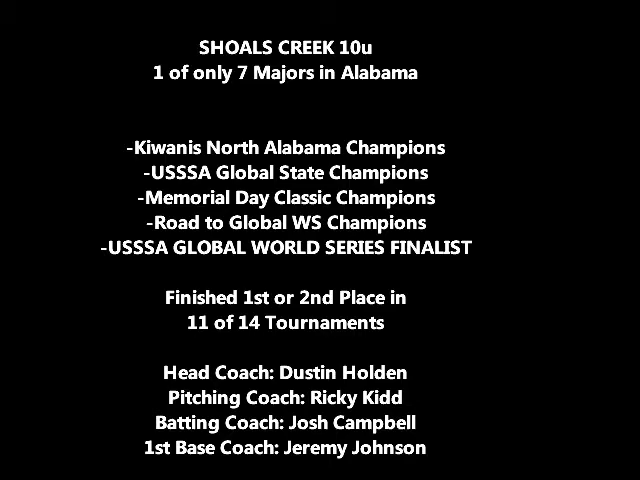 SHOALS CREEK 10u
1 of only 7 Majors in Alabama
-Kiwanis North Alabama Champions
-USSSA Global State Champions
-Memorial Day Classic Champions
-Road to Global WS Champions
-USSSA GLOBAL WORLD SERIES FINALIST
Finished 1st or 2nd Place in
11 of 14 Tournaments
Head Coach: Dustin Holden
Pitching Coach: Ricky Kidd
Batting Coach: Josh Campbell
1st Base Coach: Jeremy Johnson